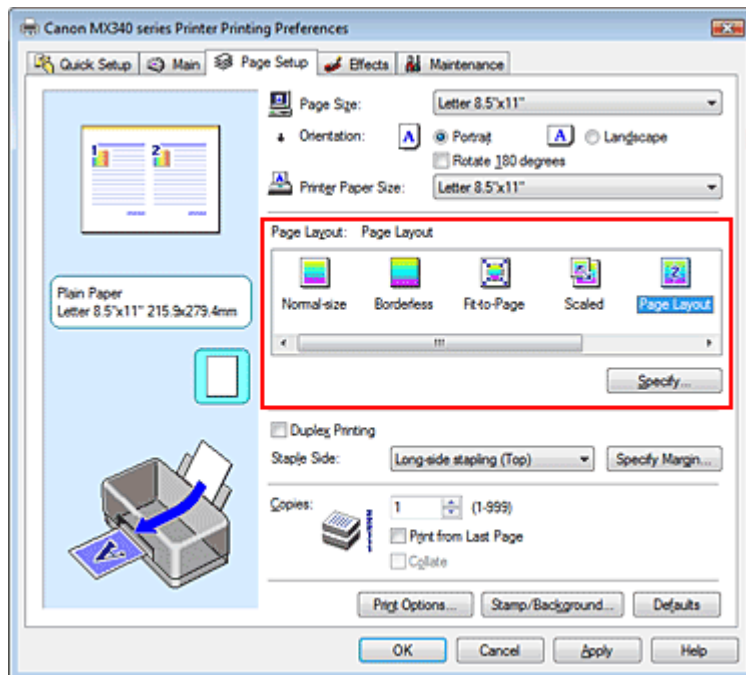 Canon MX340 series Printer Printing Preferences
Quick Setup Main Page Setup Effects Maintenance
1 2
Plain Paper
Letter 8.5"x11" 215.9x279.4mm
Page Size: Letter 8.5"x11"
Orientation: A Portrait A Landscape
Rotate 180 degrees
Printer Paper Size: Letter 8.5"x11"
Page Layout: Page Layout
Normal-size Borderless Fit-to-Page Scaled Page Layout
Specify...
Duplex Printing
Staple Side: Long-side stapling (Top) Specify Margin...
Copies: 1 (1-999)
Print from Last Page
Collate
Print Options... Stamp/Background... Defaults
OK Cancel Apply Help